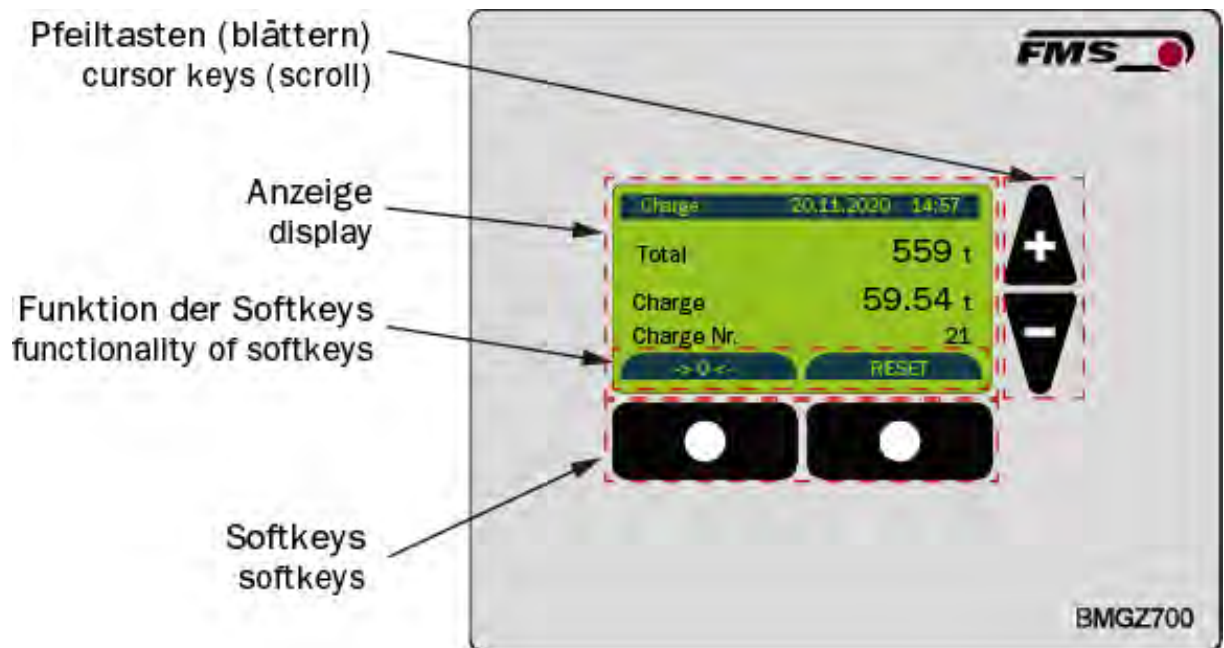 Pfeiltasten (blättern)
cursor keys (scroll)
FMS
Anzeige
display
Charge 20.11.2020 14:57
+
Total 559 t
Funktion der Softkeys
functionality of softkeys
Charge 59.54 t
−
Charge Nr. 21
-> 0 <- RESET
Softkeys
softkeys
BMGZ700